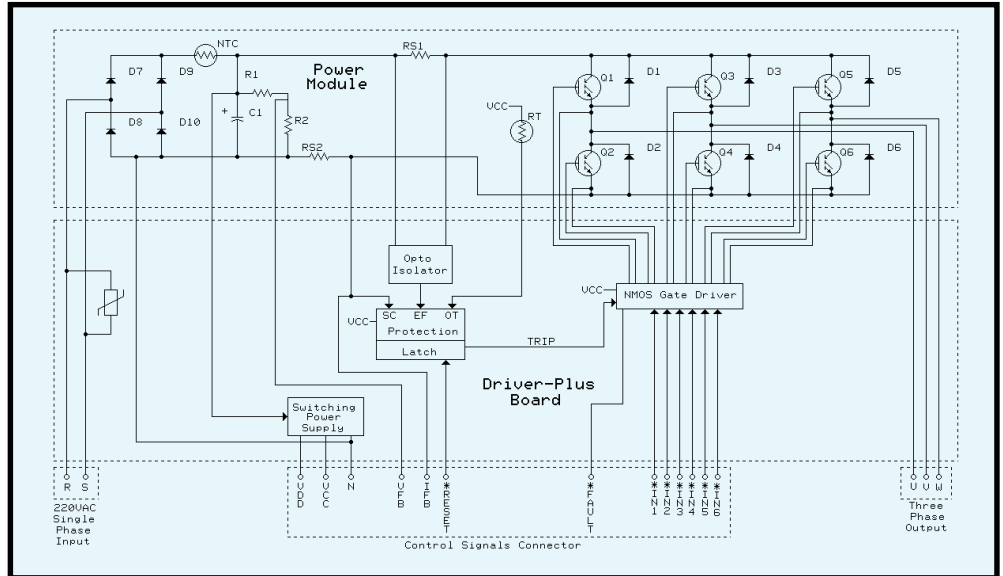 NTC
RS1
D7
D9
Power
Module
R1
Q1
D1
Q3
D3
Q5
D5
VCC
RT
+
C1
R2
D8
D10
RS2
Q2
D2
Q4
D4
Q6
D6
Opto
Isolator
VCC
NMOS Gate Driver
SC EF OT
VCC
Protection
TRIP
Latch
Driver-Plus
Board
Switching
Power
Supply
R S
VDD
VCC
N
VFB
IFB
*RESET
*FAULT
*IN1
*IN2
*IN3
*IN4
*IN5
*IN6
U V W
220VAC
Single
Phase
Input
Three
Phase
Output
Control Signals Connector